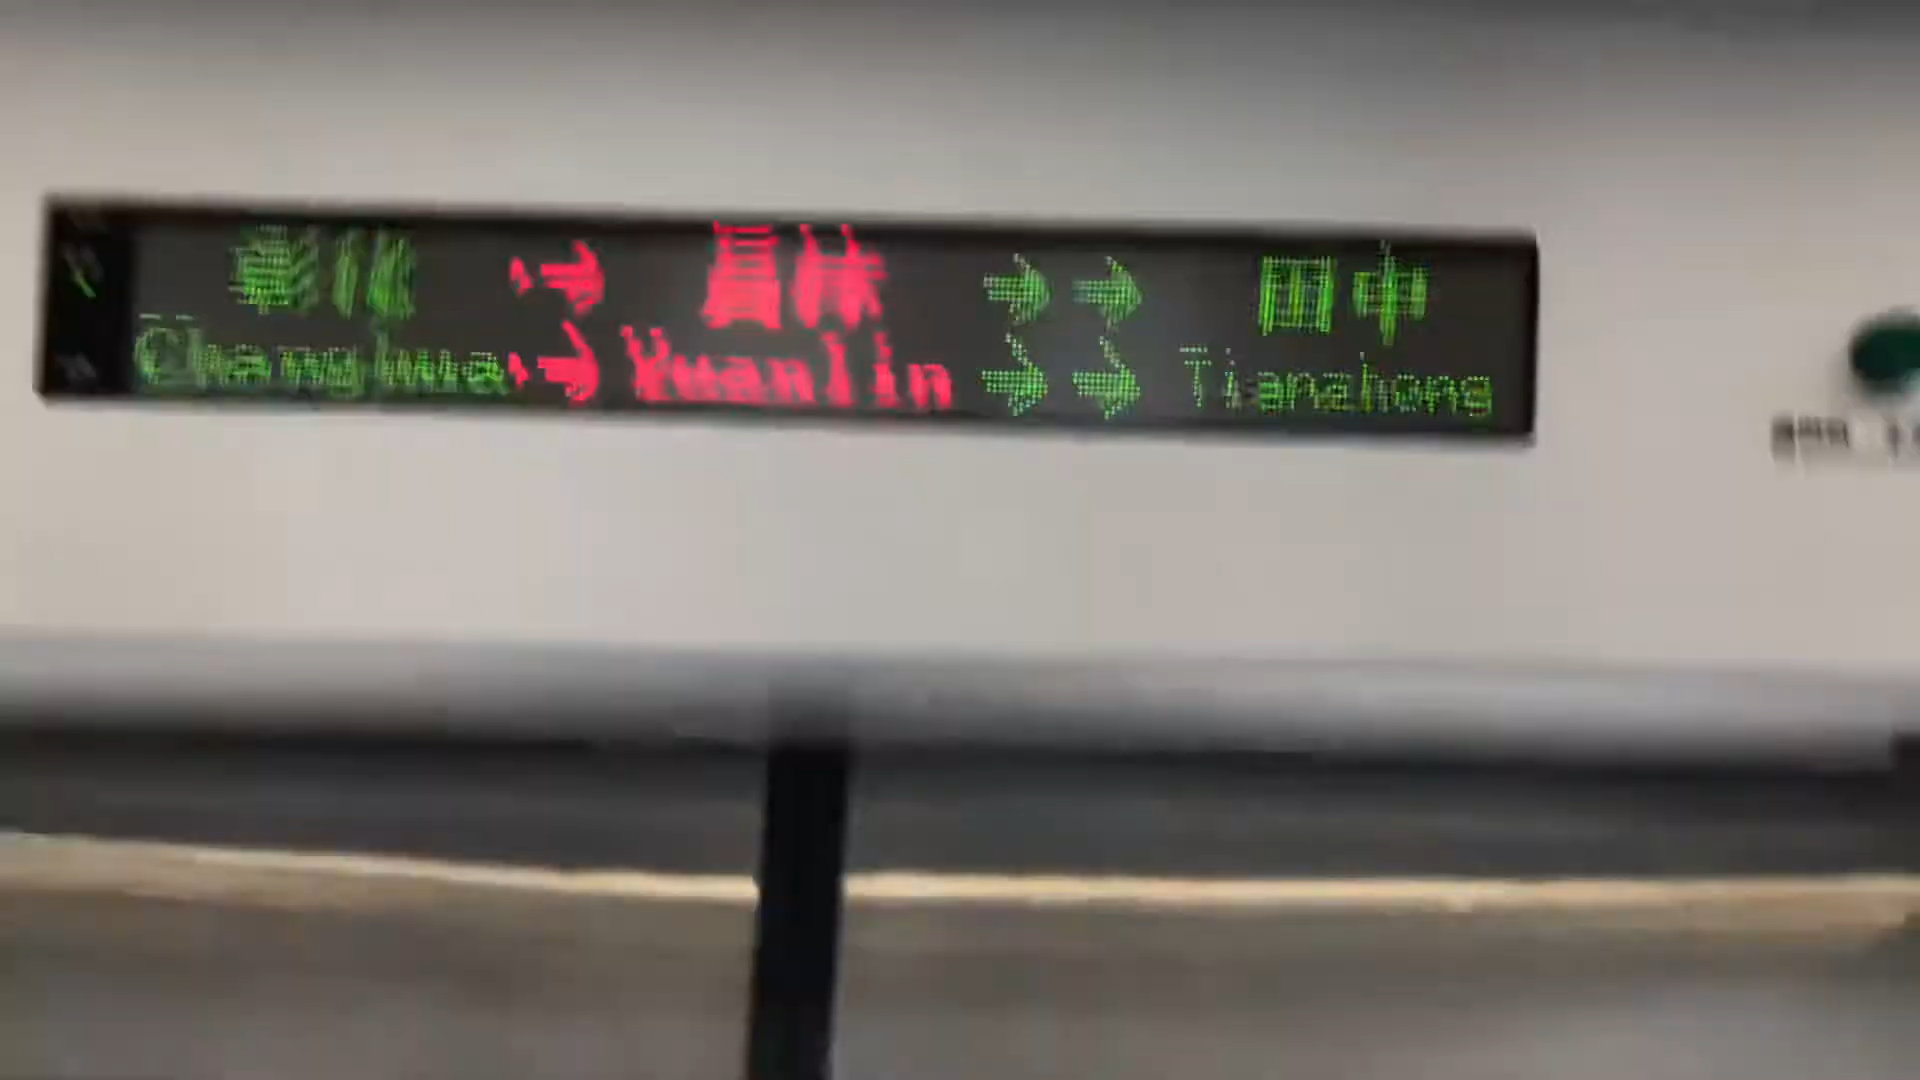 彰化 → 員林 →→ 田中
Changhua → Yuanlin →→ Tianzhong